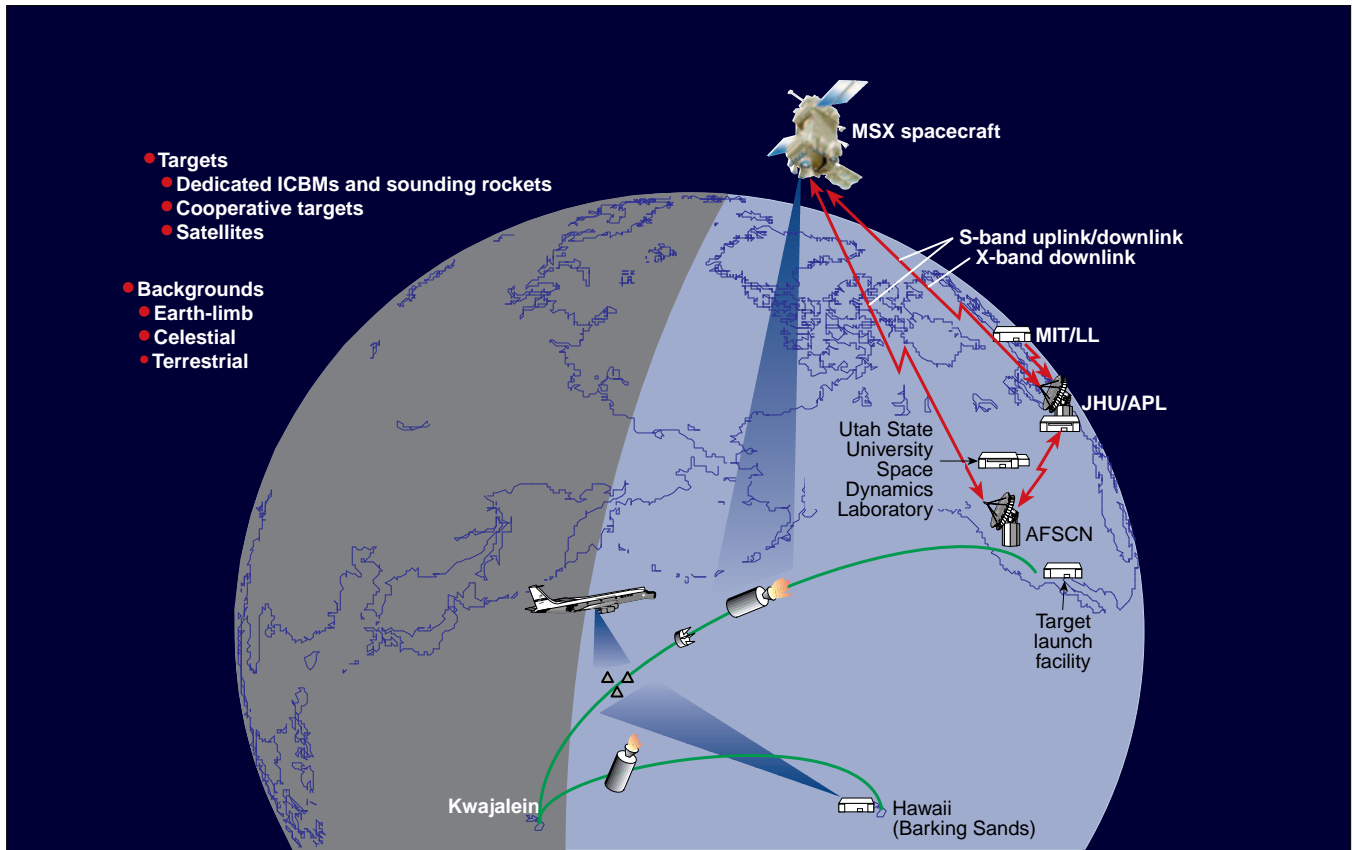 MSX spacecraft
Targets
Dedicated ICBMs and sounding rockets
Cooperative targets
Satellites
S-band uplink/downlink
X-band downlink
Backgrounds
Earth-limb
Celestial
Terrestrial
MIT/LL
JHU/APL
Utah State
University
Space
Dynamics
Laboratory
AFSCN
Target
launch
facility
Kwajalein
Hawaii
(Barking Sands)